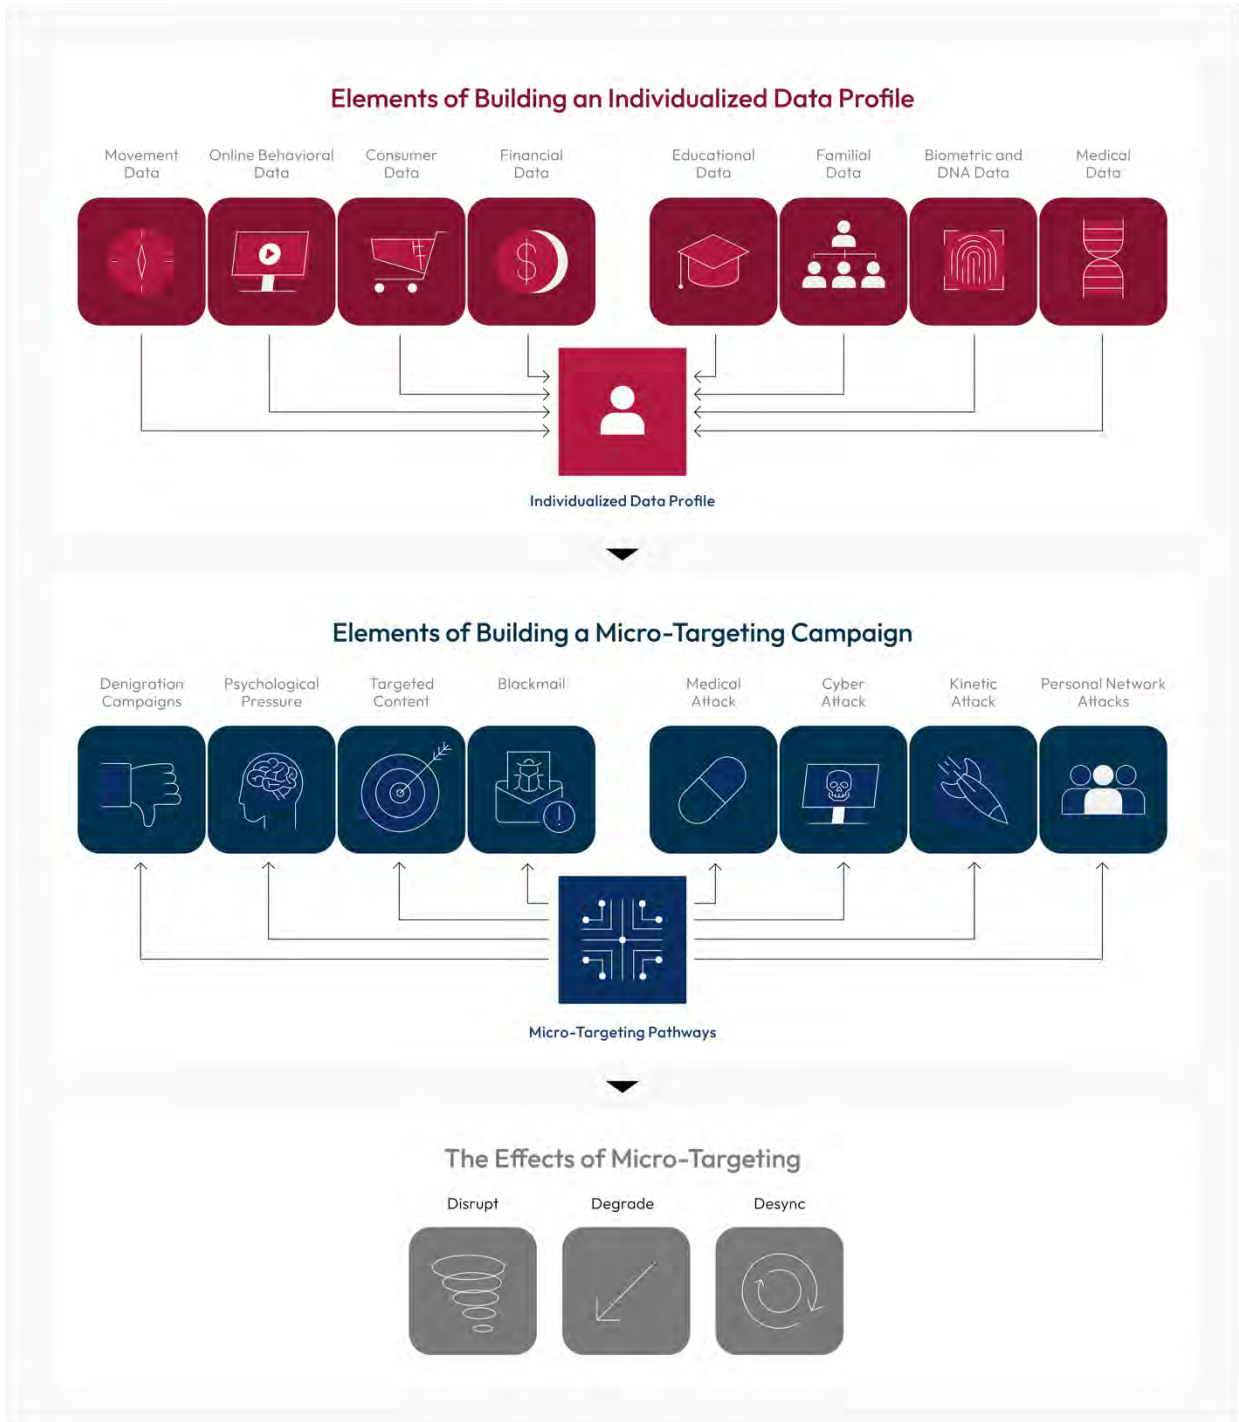 Elements of Building an Individualized Data Profile
Movement
Data
Online Behavioral
Data
Consumer
Data
Financial
Data
Educational
Data
Familial
Data
Biometric and
DNA Data
Medical
Data
$
Individualized Data Profile
Elements of Building a Micro-Targeting Campaign
Denigration
Campaigns
Psychological
Pressure
Targeted
Content
Blackmail
Medical
Attack
Cyber
Attack
Kinetic
Attack
Personal Network
Attacks
!
Micro-Targeting Pathways
The Effects of Micro-Targeting
Disrupt
Degrade
Desync